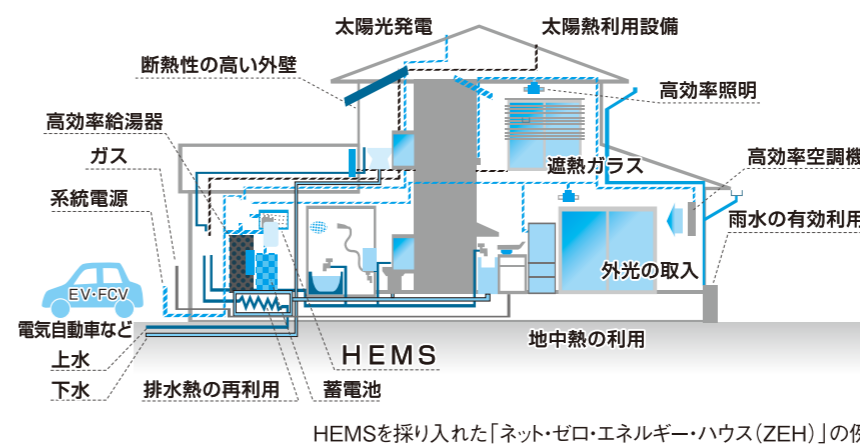 太陽光発電
太陽熱利用設備
断熱性の高い外壁
高効率照明
高効率給湯器
ガス
遮熱ガラス
高効率空調機
系統電源
雨水の有効利用
外光の取入
EV・FCV
電気自動車など
地中熱の利用
上水
HEMS
下水
排水熱の再利用
蓄電池
HEMSを採り入れた「ネット・ゼロ・エネルギー・ハウス(ZEH)」の例